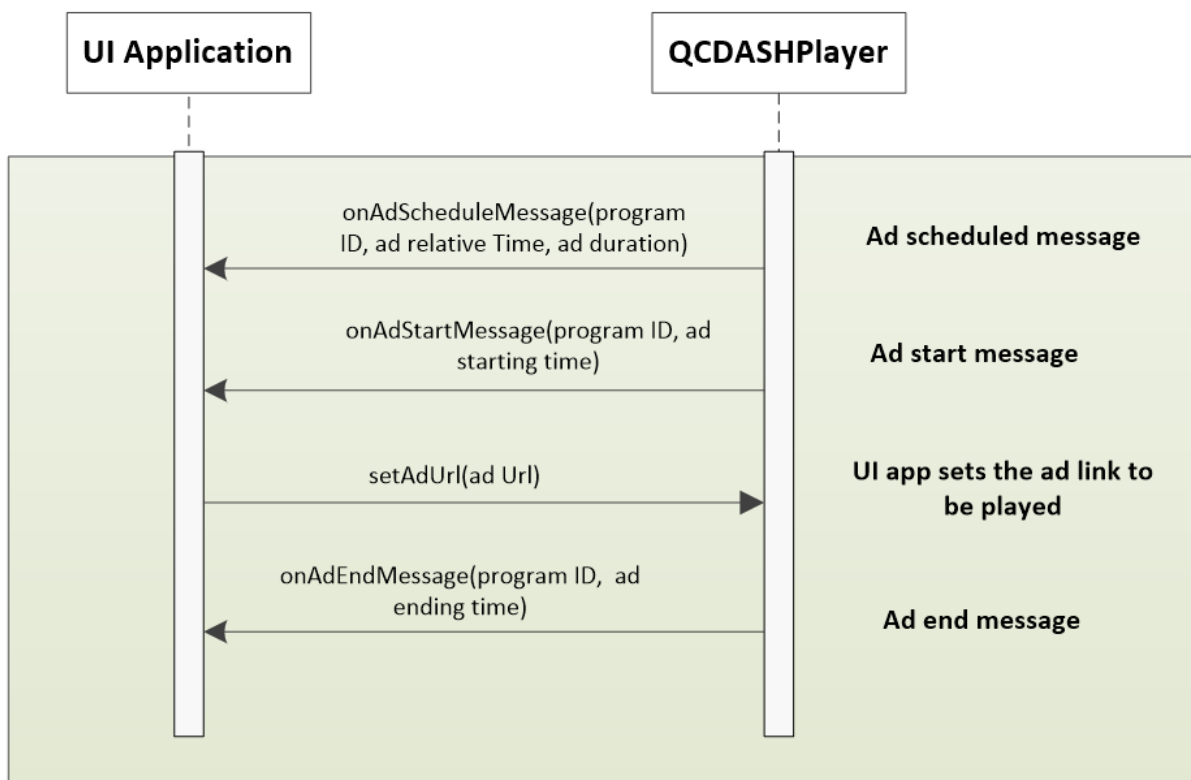 UI Application
QCDASHPlayer
onAdScheduleMessage(program
ID, ad relative Time, ad duration)
Ad scheduled message
onAdStartMessage(program ID, ad
starting time)
Ad start message
setAdUrl(ad Url)
UI app sets the ad link to
be played
onAdEndMessage(program ID,  ad
ending time)
Ad end message